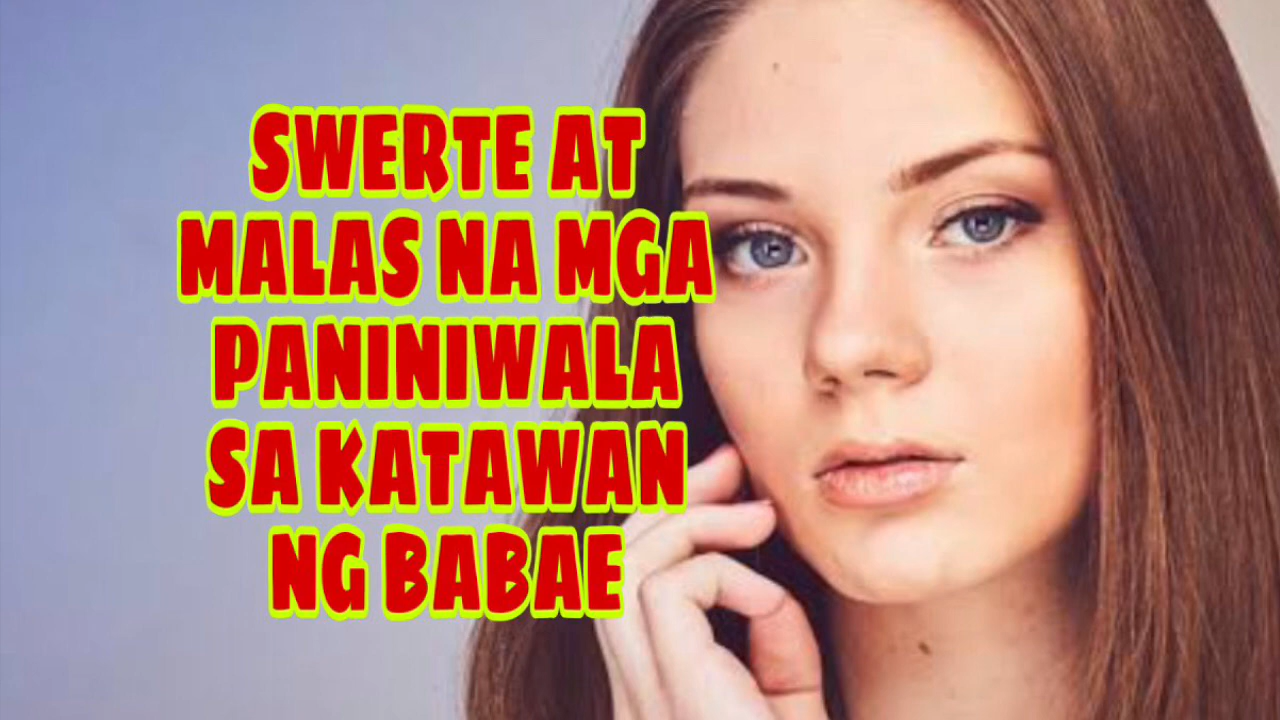 SWERTE AT
MALAS NA MGA
PANINIWALA
SA KATAWAN
NG BABAE